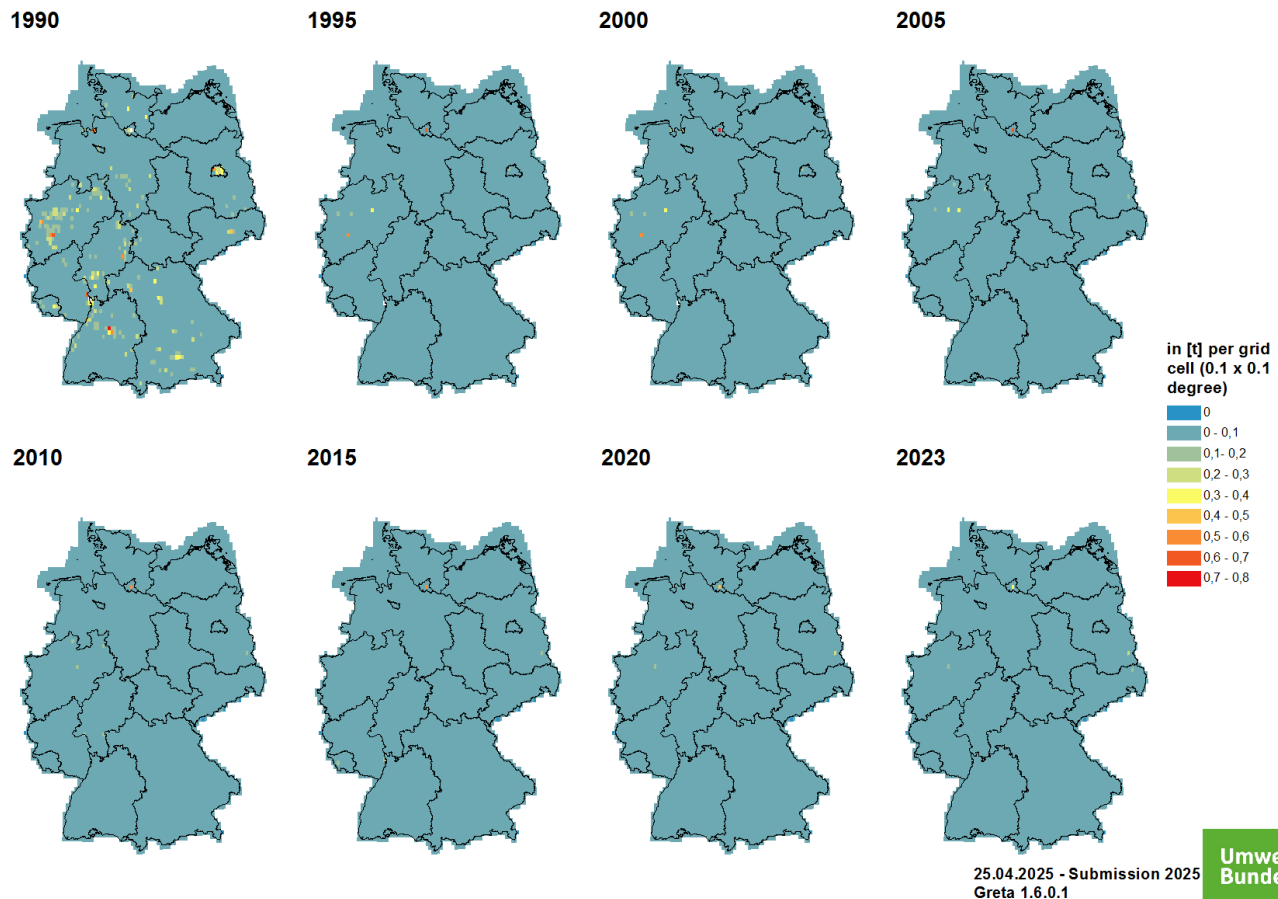 1990
1995
2000
2005
in [t] per grid
cell (0.1 x 0.1
degree)
0
0 - 0,1
0,1- 0,2
0,2 - 0,3
0,3 - 0,4
0,4 - 0,5
0,5 - 0,6
0,6 - 0,7
0,7 - 0,8
2010
2015
2020
2023
25.04.2025 - Submission 2025
Greta 1.6.0.1
Umwe
Bunde